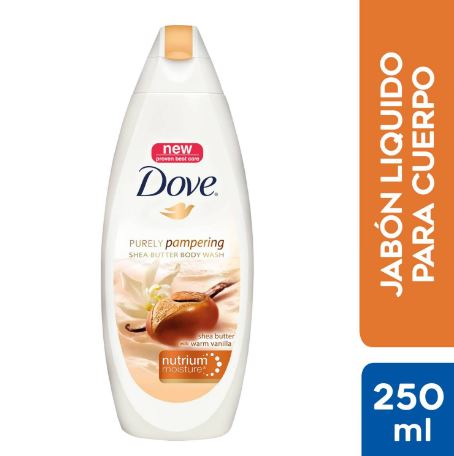 new
proven best care
Dove
PURELY pampering
SHEA BUTTER BODY WASH
shea butter
with warm vanilla
nutrium
moisture
JABÓN LIQUIDO
PARA CUERPO
250
ml